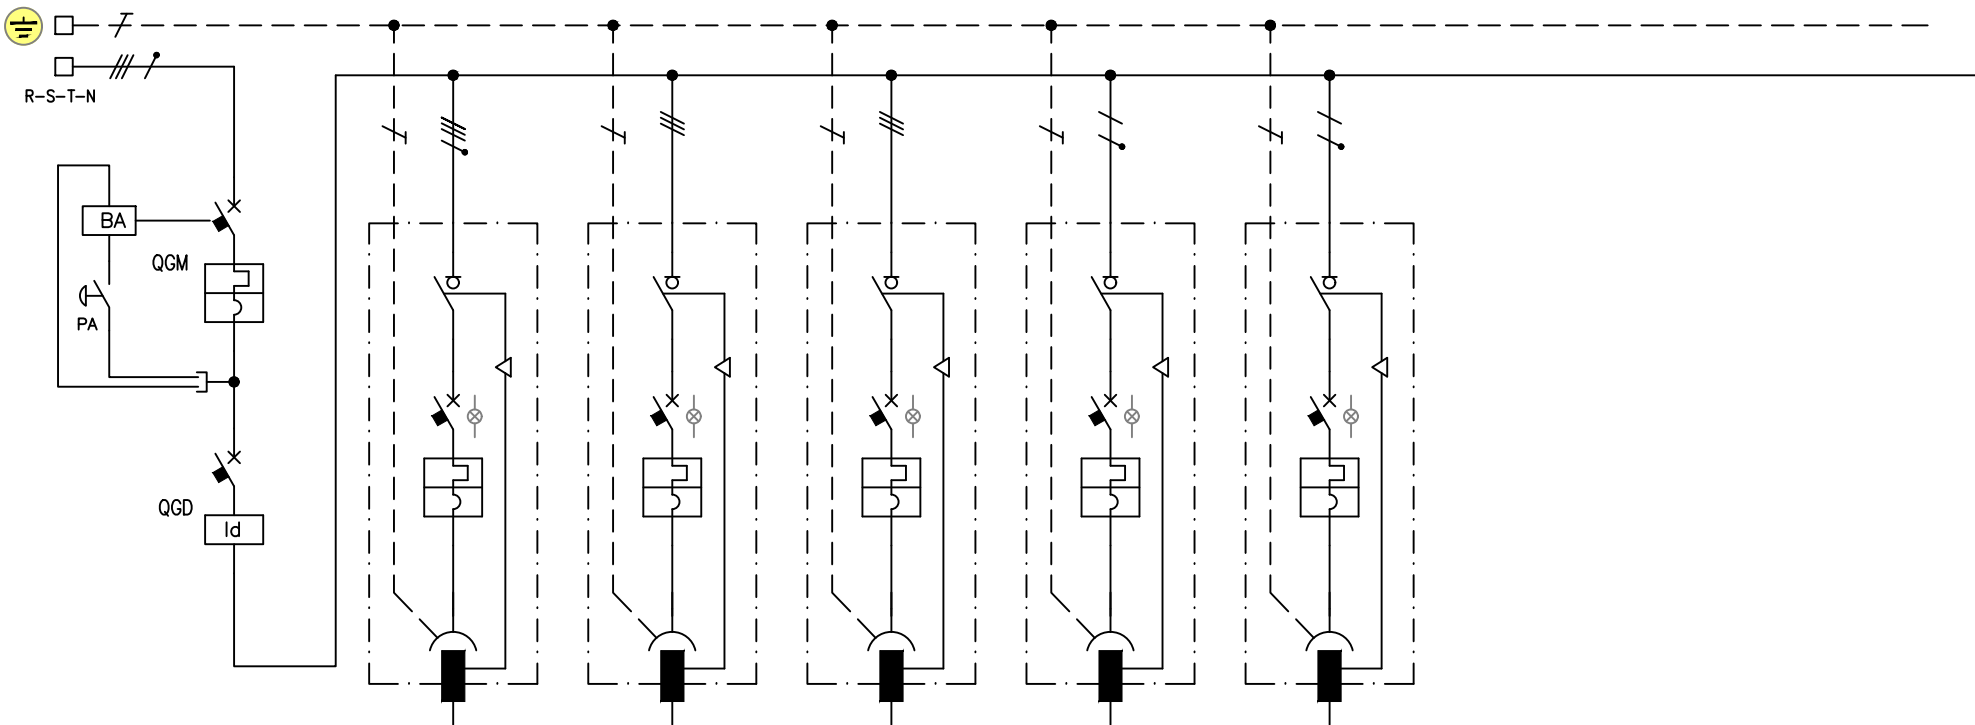 R-S-T-N
BA
QGM
PA
QGD
Id